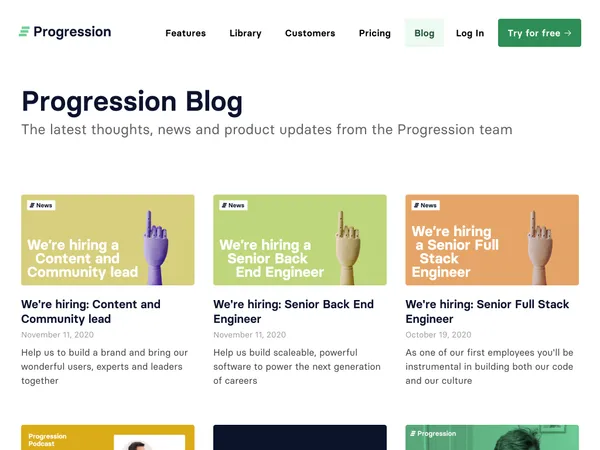 Progression
Features
Library
Customers
Pricing
Blog
Log In
Try for free →
Progression Blog
The latest thoughts, news and product updates from the Progression team
News
We're hiring a
Content and
Community lead
We're hiring: Content and
Community lead
November 11, 2020
Help us to build a brand and bring our
wonderful users, experts and leaders
together
News
We're hiring a
Senior Back
End Engineer
We're hiring: Senior Back End
Engineer
November 11, 2020
Help us build scaleable, powerful
software to power the next generation
of careers
News
We're hiring
a Senior Full
Stack
Engineer
We're hiring: Senior Full Stack
Engineer
October 19, 2020
As one of our first employees you'll be
instrumental in building both our code
and our culture
Progression
Podcast
Progression